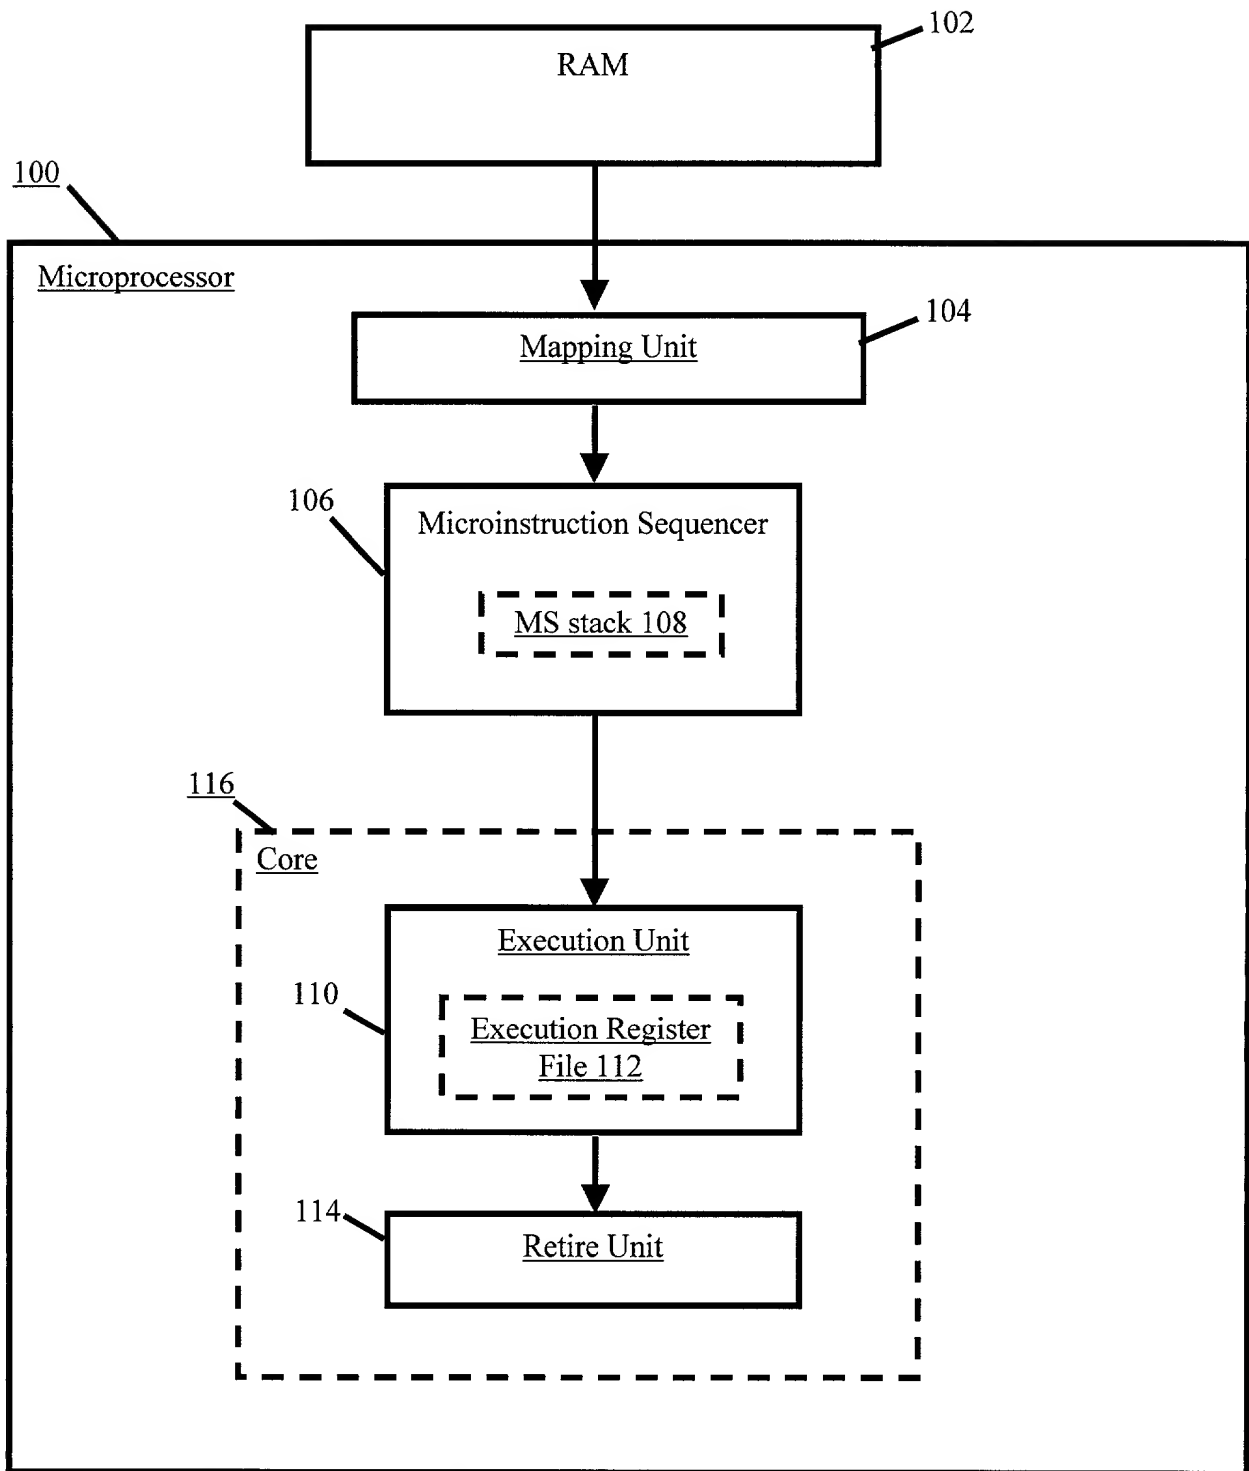 102
RAM
100
Microprocessor
104
Mapping Unit
106
Microinstruction Sequencer
MS stack 108
116
Core
Execution Unit
110
Execution Register
File 112
114
Retire Unit